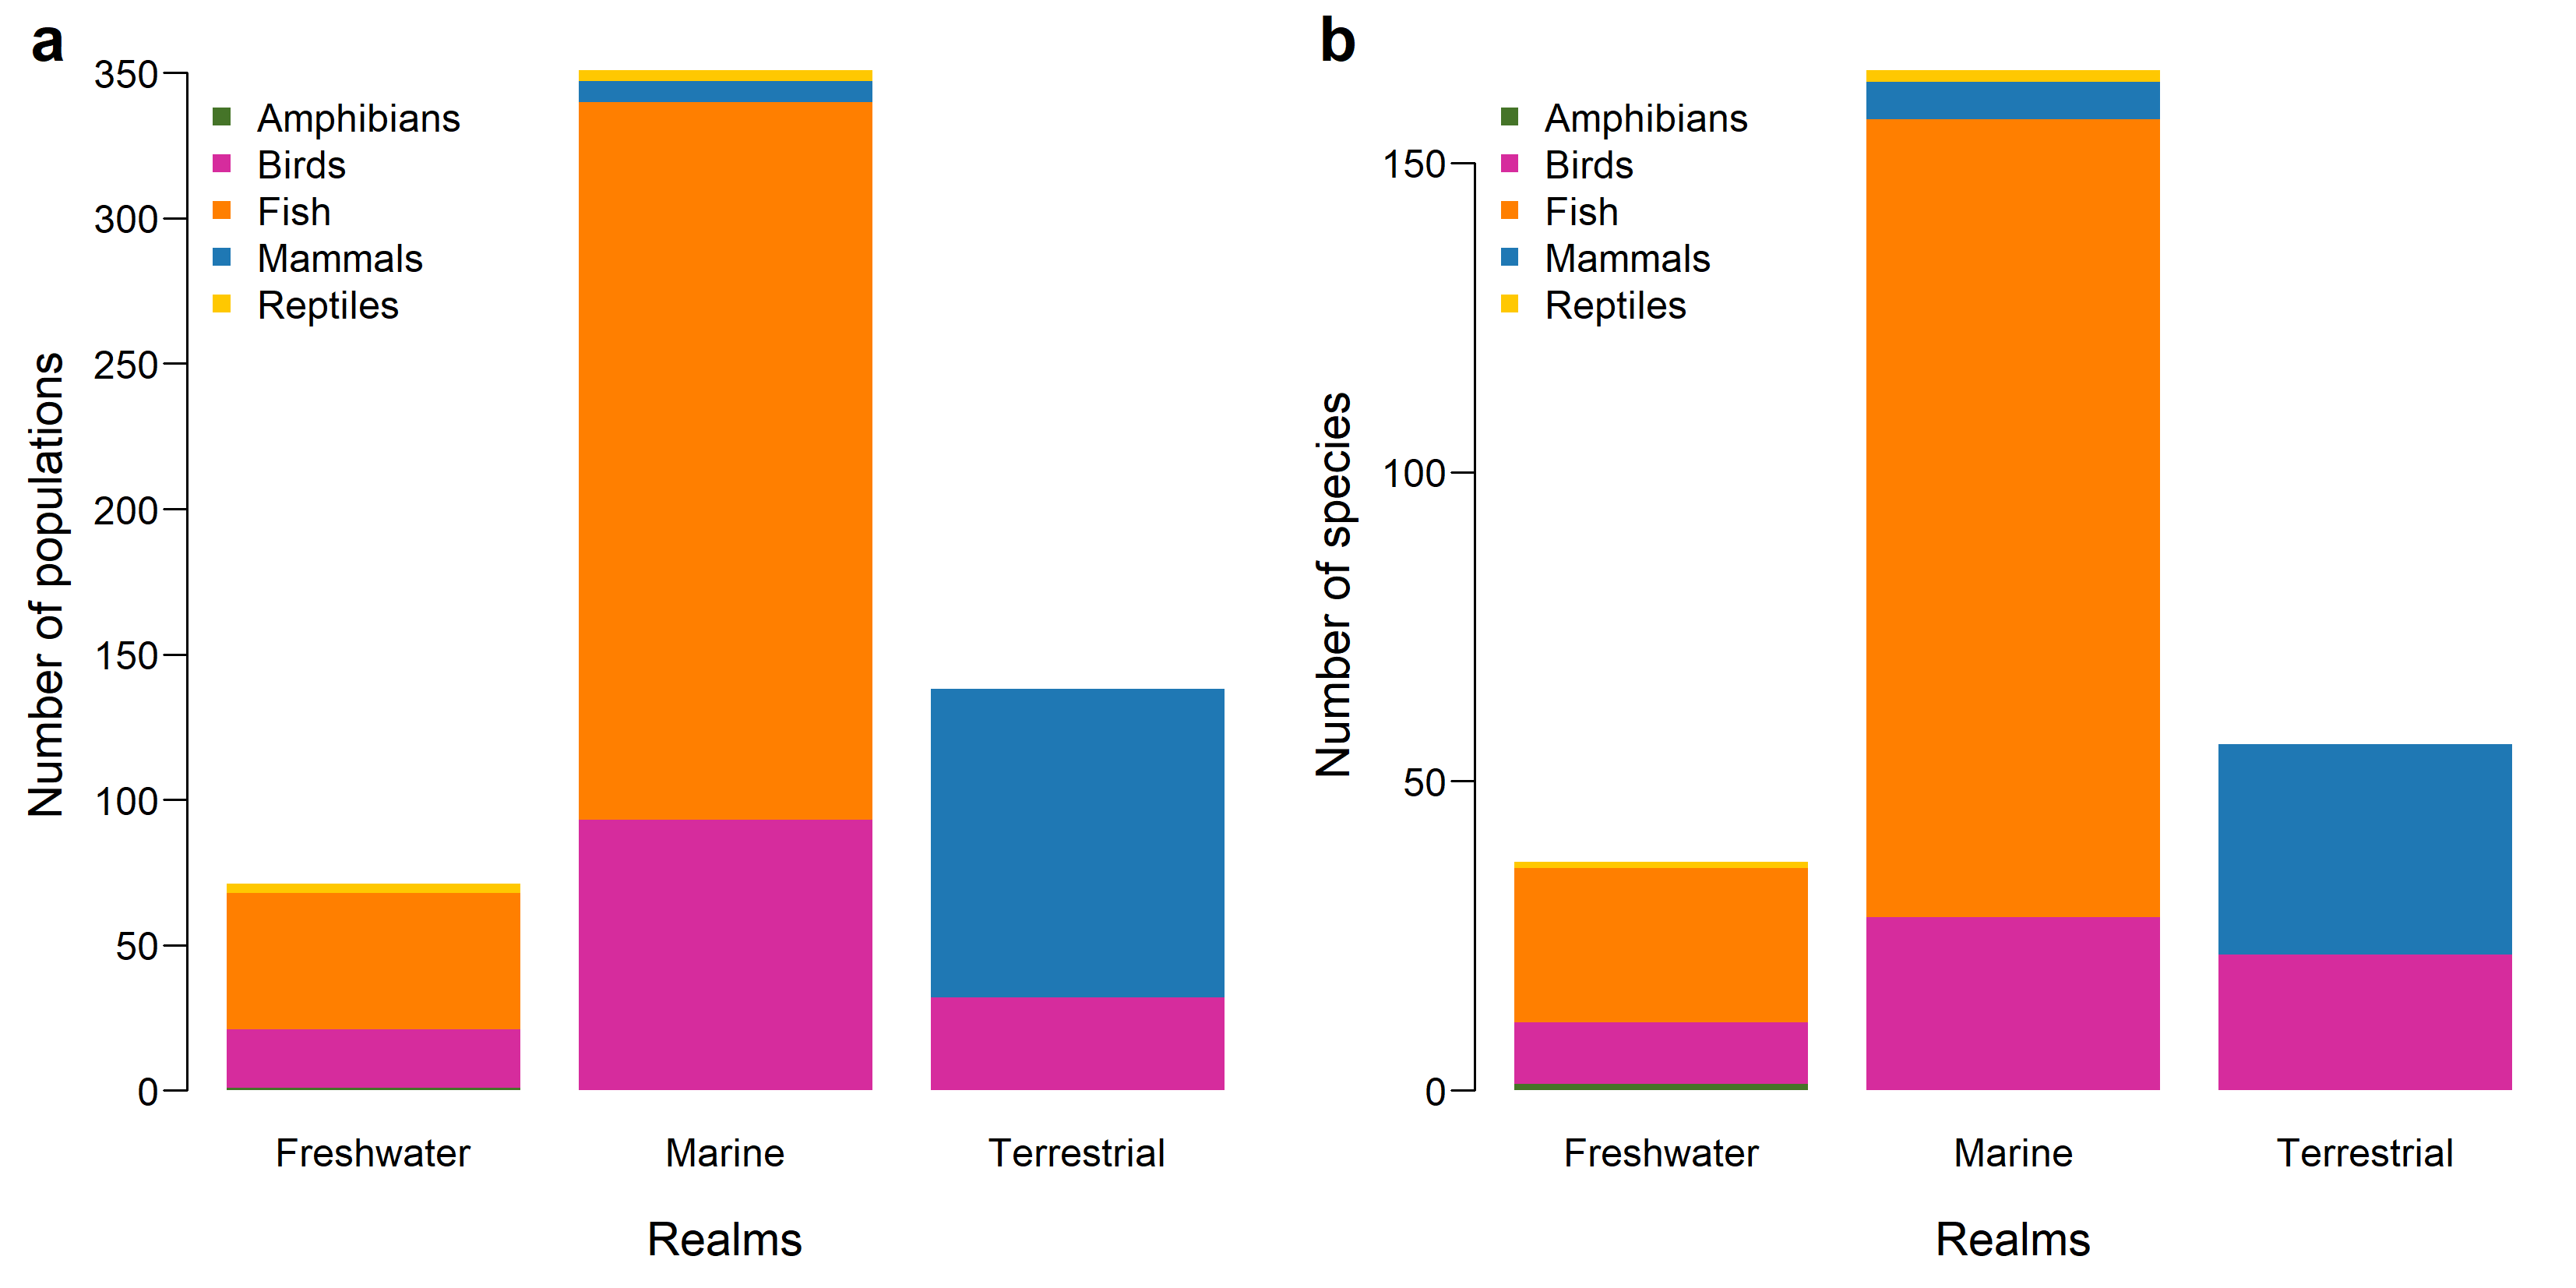 a
350
300
250
200
150
100
50
0
Number of populations
Amphibians
Birds
Fish
Mammals
Reptiles
Freshwater Marine Terrestrial
Realms
b
150
100
50
0
Number of species
Amphibians
Birds
Fish
Mammals
Reptiles
Freshwater Marine Terrestrial
Realms